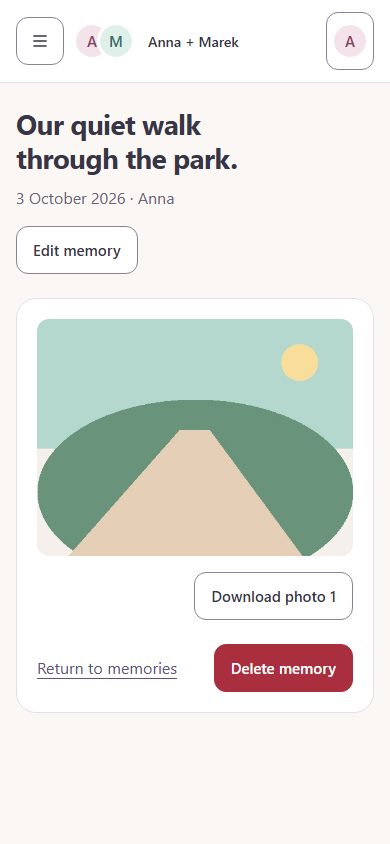 A M Anna + Marek A
Our quiet walk
through the park.
3 October 2026 · Anna
Edit memory
Download photo 1
Return to memories Delete memory